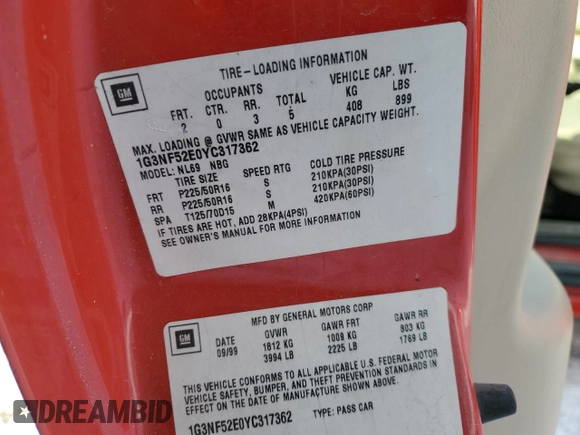 GM
TIRE-LOADING INFORMATION
OCCUPANTS VEHICLE CAP. WT.
FRT. CTR. RR. TOTAL KG LBS
2 0 3 5 408 899
MAX. LOADING @ GVWR SAME AS VEHICLE CAPACITY WEIGHT.
1G3NF52E0YC317362
MODEL: NL69 NBG
TIRE SIZE SPEED RTG COLD TIRE PRESSURE
FRT P225/50R16 S 210KPA(30PSI)
RR P225/50R16 S 210KPA(30PSI)
SPA T125/70D15 M 420KPA(60PSI)
IF TIRES ARE HOT, ADD 28KPA(4PSI)
SEE OWNER'S MANUAL FOR MORE INFORMATION
GM
MFD BY GENERAL MOTORS CORP
DATE GVWR GAWR FRT GAWR RR
09/99 1812 KG 1009 KG 803 KG
3994 LB 2225 LB 1769 LB
THIS VEHICLE CONFORMS TO ALL APPLICABLE U.S. FEDERAL MOTOR
VEHICLE SAFETY, BUMPER, AND THEFT PREVENTION STANDARDS IN
EFFECT ON THE DATE OF MANUFACTURE SHOWN ABOVE.
1G3NF52E0YC317362 TYPE: PASS CAR
DREAMBID